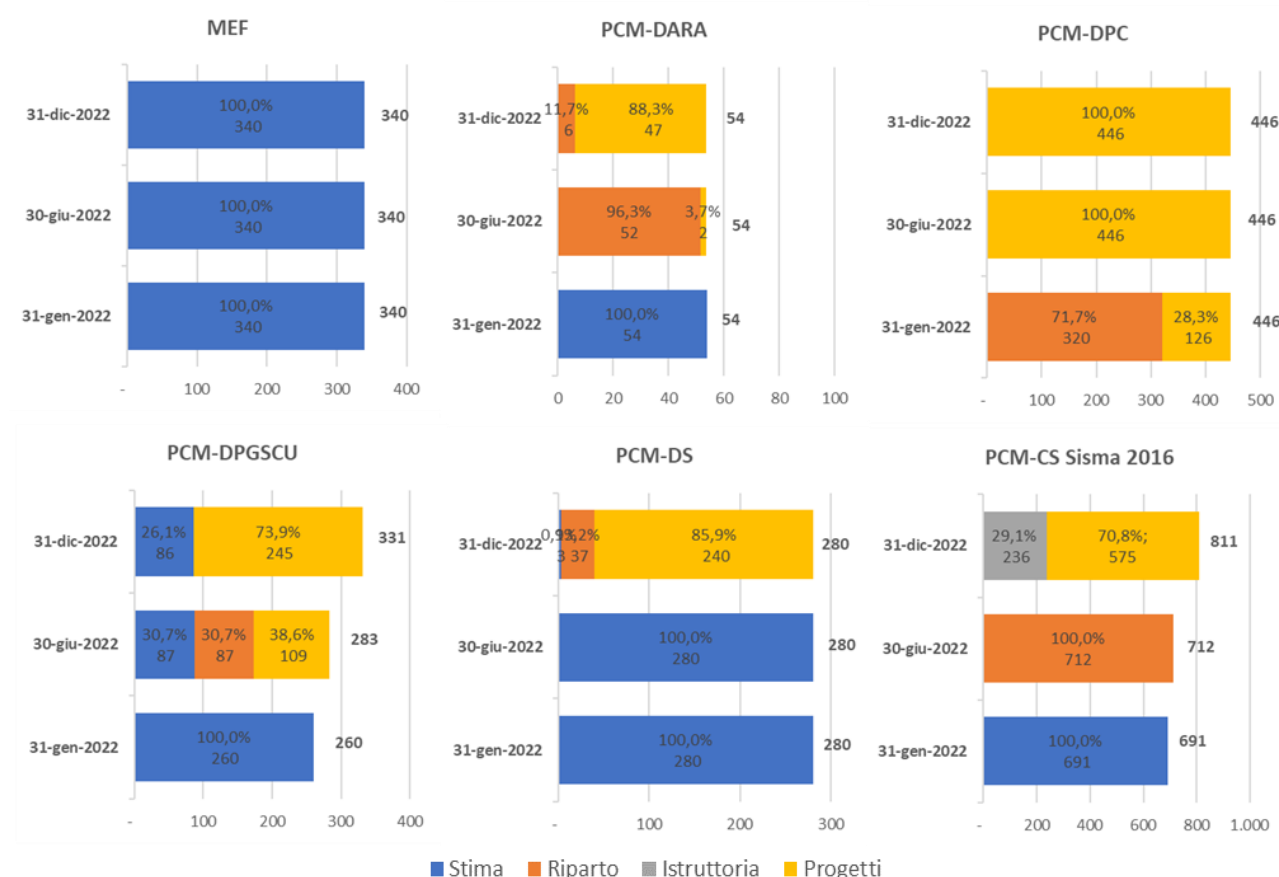 MEF
31-dic-2022
100,0%
340
340
30-giu-2022
100,0%
340
340
31-gen-2022
100,0%
340
340
- 100 200 300 400
PCM-DARA
31-dic-2022
11,7% 88,3%
6 47
54
30-giu-2022
96,3% 3,7%
52 2
54
31-gen-2022
100,0%
54
54
0 20 40 60 80 100
PCM-DPC
31-dic-2022
100,0%
446
446
30-giu-2022
100,0%
446
446
31-gen-2022
71,7% 28,3%
320 126
446
- 100 200 300 400 500
PCM-DPGSCU
31-dic-2022
26,1% 73,9%
86 245
331
30-giu-2022
30,7% 30,7% 38,6%
87 87 109
283
31-gen-2022
100,0%
260
260
- 100 200 300 400
PCM-DS
31-dic-2022
85,9%
3 37 240
280
30-giu-2022
100,0%
280
280
31-gen-2022
100,0%
280
280
- 100 200 300
PCM-CS Sisma 2016
31-dic-2022
29,1% 70,8%;
236 575
811
30-giu-2022
100,0%
712
712
31-gen-2022
100,0%
691
691
- 200 400 600 800 1.000
Stima Riparto Istruttoria Progetti